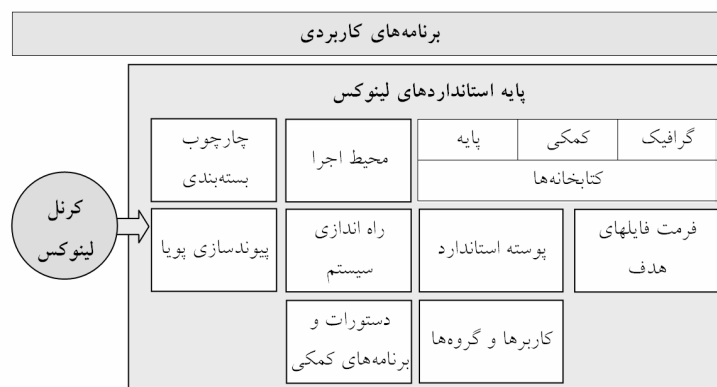 برنامه‌های کاربردی
پایه استانداردهای لینوکس
گرافیک
کمکی
پایه
کتابخانه‌ها
محیط اجرا
چارچوب
بسته‌بندی
فرمت فایلهای
هدف
پوسته استاندارد
راه اندازی
سیستم
پیوندسازی پویا
کرنل
لینوکس
کاربرها و گروه‌ها
دستورات و
برنامه‌های کمکی